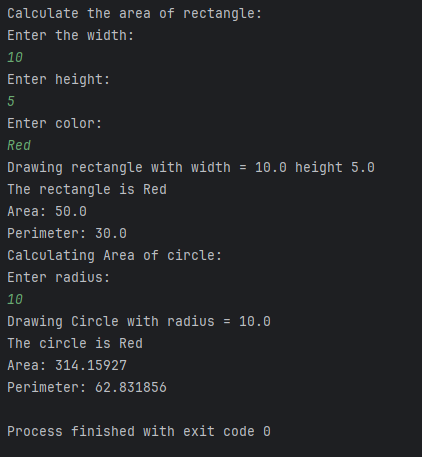 Calculate the area of rectangle:
Enter the width:
10
Enter height:
5
Enter color:
Red
Drawing rectangle with width = 10.0 height 5.0
The rectangle is Red
Area: 50.0
Perimeter: 30.0
Calculating Area of circle:
Enter radius:
10
Drawing Circle with radius = 10.0
The circle is Red
Area: 314.15927
Perimeter: 62.831856
Process finished with exit code 0